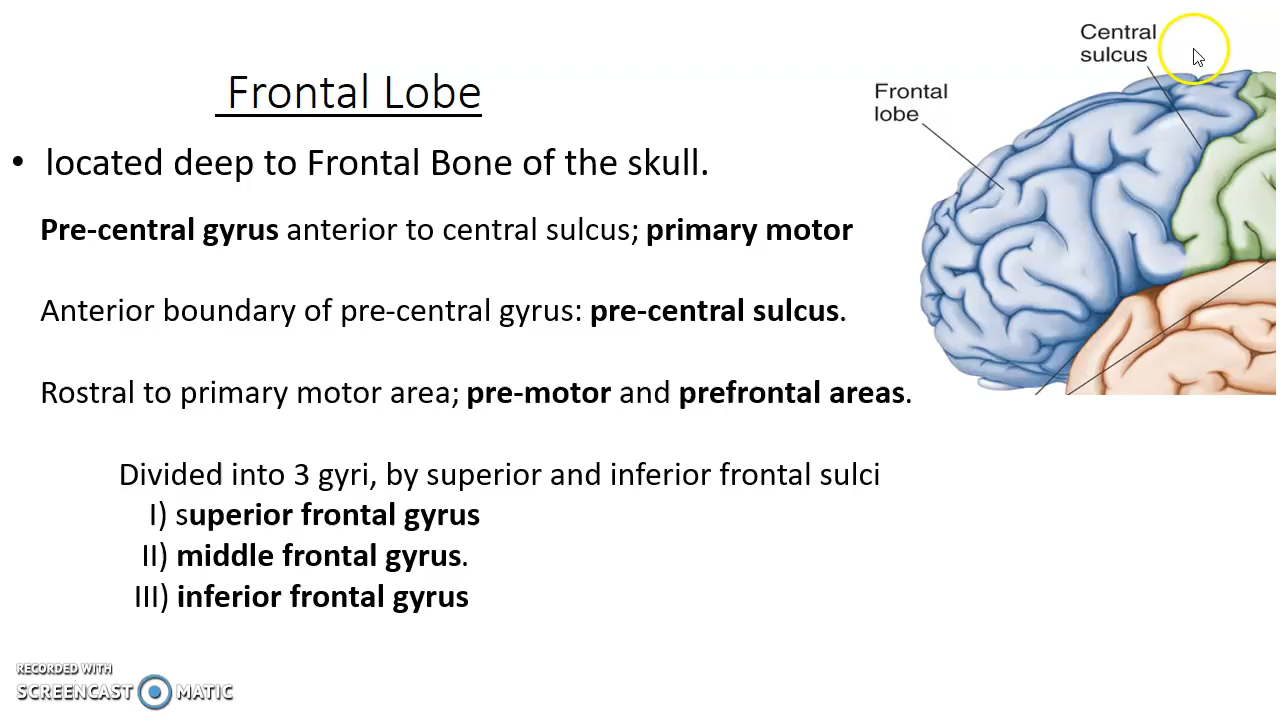 Frontal Lobe
• located deep to Frontal Bone of the skull.
Pre-central gyrus anterior to central sulcus; primary motor
Anterior boundary of pre-central gyrus: pre-central sulcus.
Rostral to primary motor area; pre-motor and prefrontal areas.
Divided into 3 gyri, by superior and inferior frontal sulci
I) superior frontal gyrus
II) middle frontal gyrus.
III) inferior frontal gyrus
Central
sulcus
Frontal
lobe
RECORDED WITH
SCREENCAST MATIC